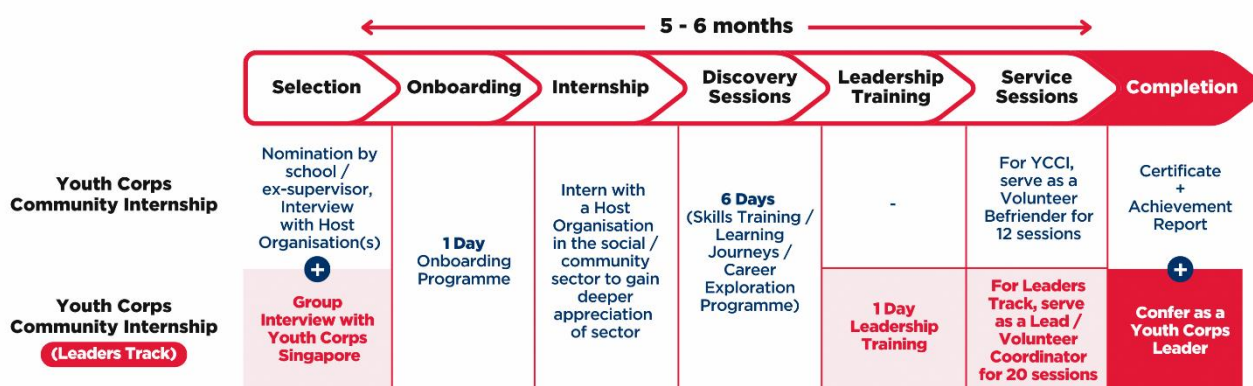 5 - 6 months
Selection
Onboarding
Internship
Discovery
Sessions
Leadership
Training
Service
Sessions
Completion
Youth Corps
Community Internship
Nomination by
school /
ex-supervisor,
Interview
with Host
Organisation(s)
+
1 Day
Onboarding
Programme
Intern with
a Host
Organisation
in the social /
community
sector to gain
deeper
appreciation
of sector
6 Days
(Skills Training /
Learning
Journeys /
Career
Exploration
Programme)
-
For YCCI,
serve as a
Volunteer
Befriender for
12 sessions
Certificate
+
Achievement
Report
+
Youth Corps
Community Internship
(Leaders Track)
Group
Interview with
Youth Corps
Singapore
1 Day
Leadership
Training
For Leaders
Track, serve
as a Lead /
Volunteer
Coordinator
for 20 sessions
Confer as a
Youth Corps
Leader